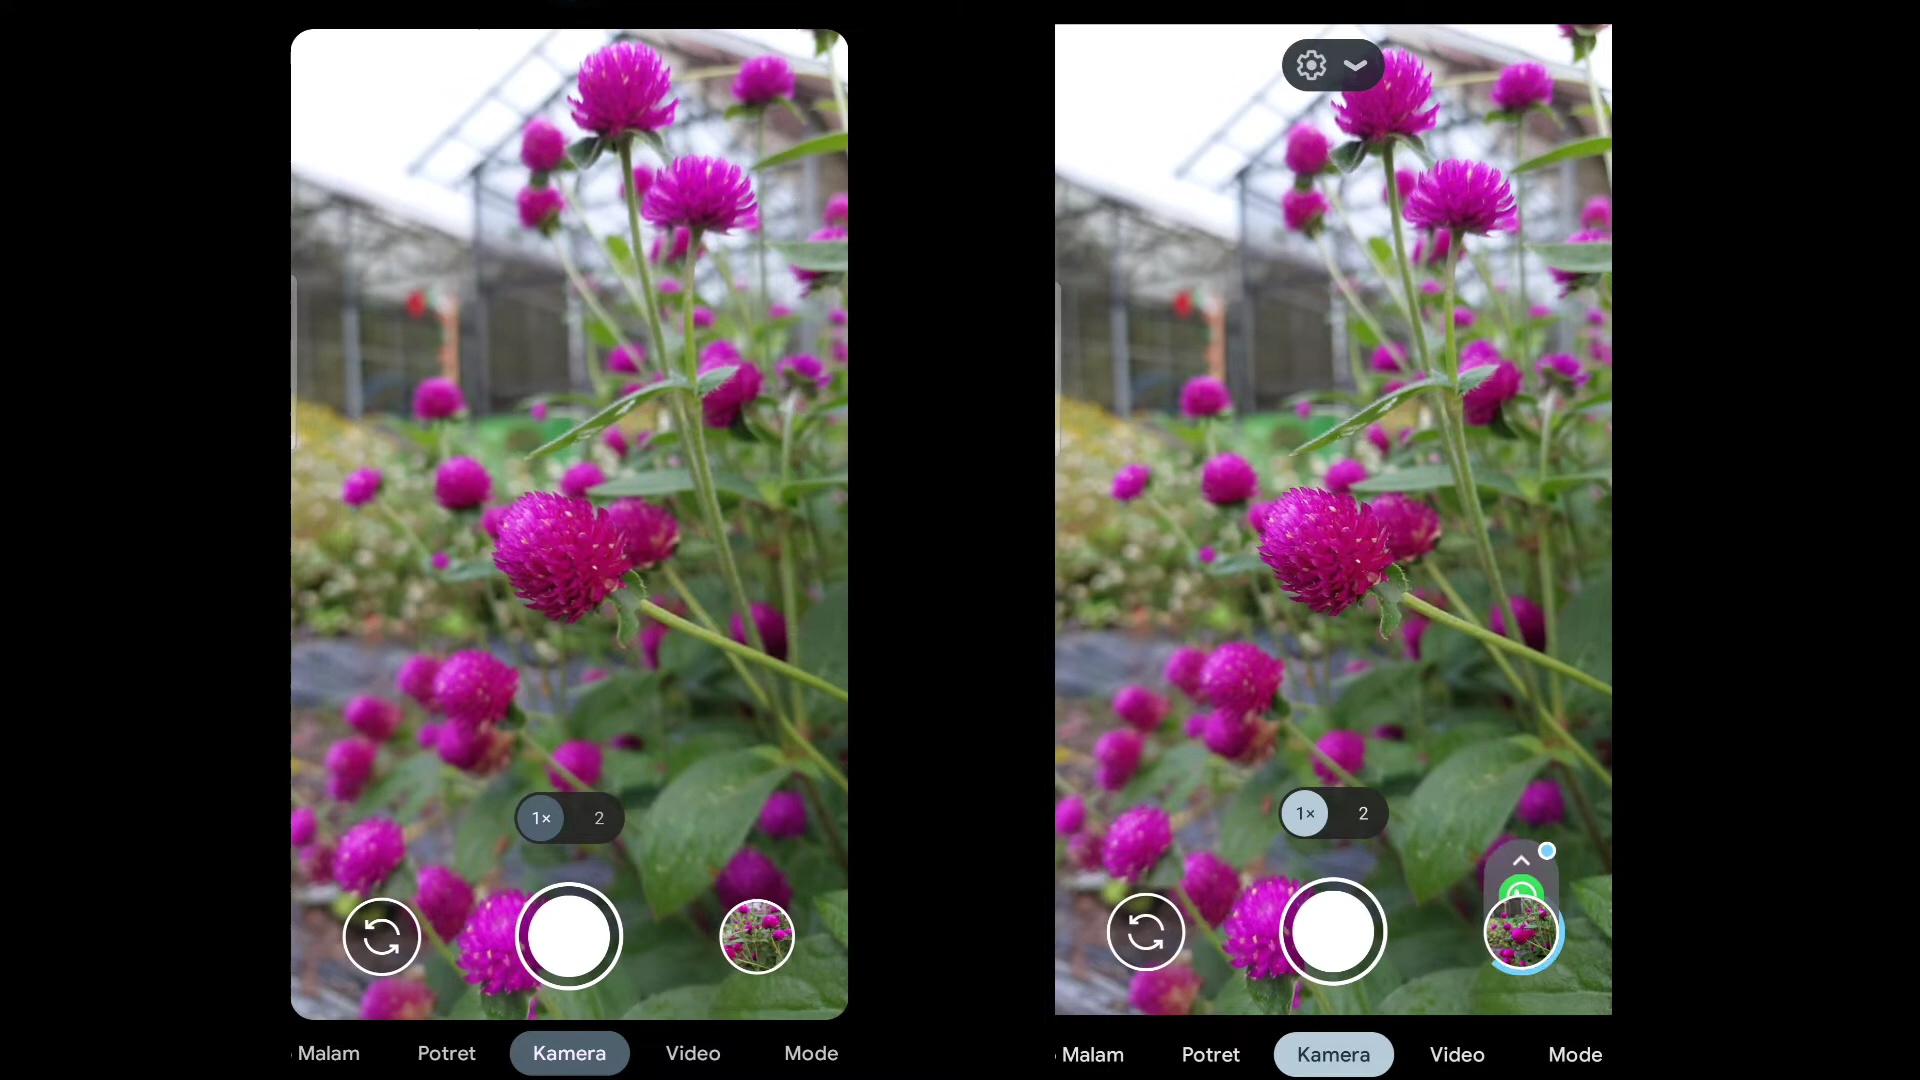 1×
2
Malam
Potret
Kamera
Video
Mode
1×
2
Malam
Potret
Kamera
Video
Mode